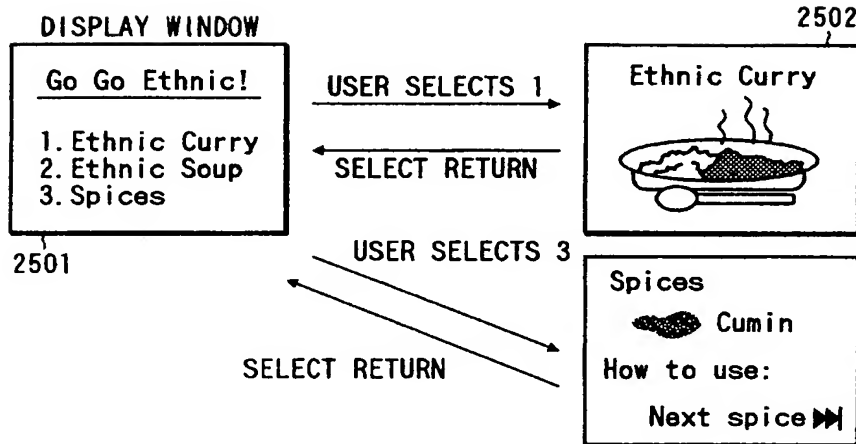 DISPLAY WINDOW
Go Go Ethnic!
1. Ethnic Curry
2. Ethnic Soup
3. Spices
2501
USER SELECTS 1
SELECT RETURN
2502
Ethnic Curry
USER SELECTS 3
SELECT RETURN
Spices
Cumin
How to use:
Next spice